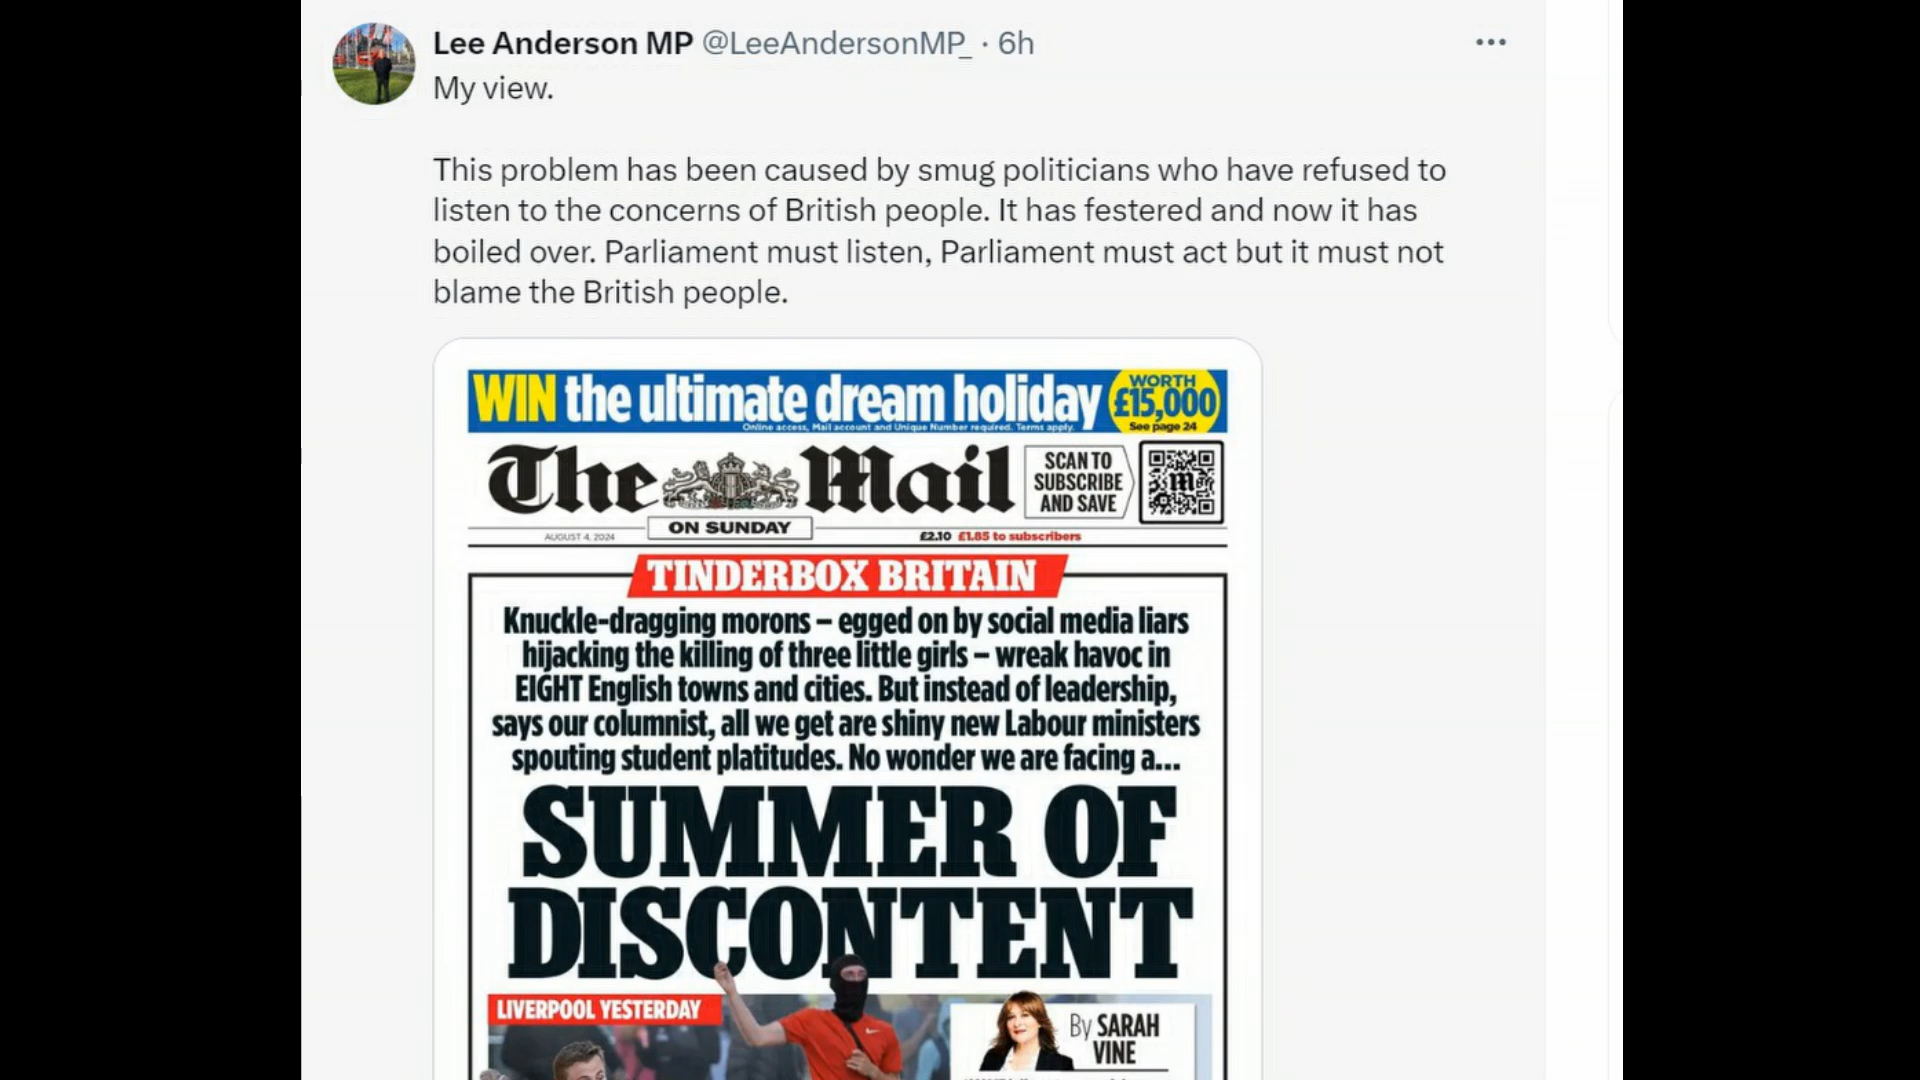 Lee Anderson MP @LeeAndersonMP_ · 6h
My view.
This problem has been caused by smug politicians who have refused to
listen to the concerns of British people. It has festered and now it has
boiled over. Parliament must listen, Parliament must act but it must not
blame the British people.
WIN the ultimate dream holiday
WORTH
£15,000
See page 24
Online access, Mail account and Unique Number required. Terms apply.
The Mail
ON SUNDAY
SCAN TO
SUBSCRIBE
AND SAVE
AUGUST 4, 2024
£2.10 £1.85 to subscribers
TINDERBOX BRITAIN
Knuckle-dragging morons – egged on by social media liars
hijacking the killing of three little girls – wreak havoc in
EIGHT English towns and cities. But instead of leadership,
says our columnist, all we get are shiny new Labour ministers
spouting student platitudes. No wonder we are facing a...
SUMMER OF
DISCONTENT
LIVERPOOL YESTERDAY
By SARAH
VINE